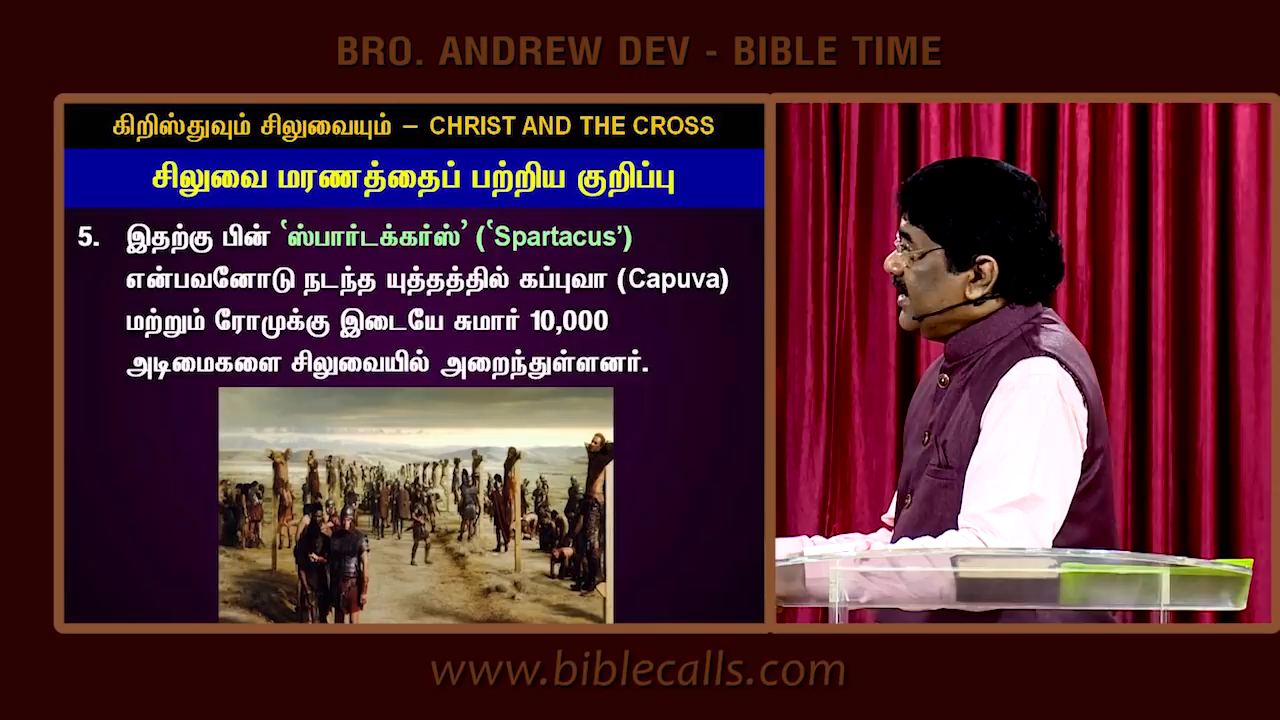 BRO. ANDREW DEV - BIBLE TIME
கிறிஸ்துவும் சிலுவையும் – CHRIST AND THE CROSS
சிலுவை மரணத்தைப் பற்றிய குறிப்பு
5. இதற்கு பின் ‘ஸ்பார்டக்கர்ஸ்’ (‘Spartacus’)
என்பவனோடு நடந்த யுத்தத்தில் கப்புவா (Capuva)
மற்றும் ரோமுக்கு இடையே சுமார் 10,000
அடிமைகளை சிலுவையில் அறைந்துள்ளனர்.
www.biblecalls.com